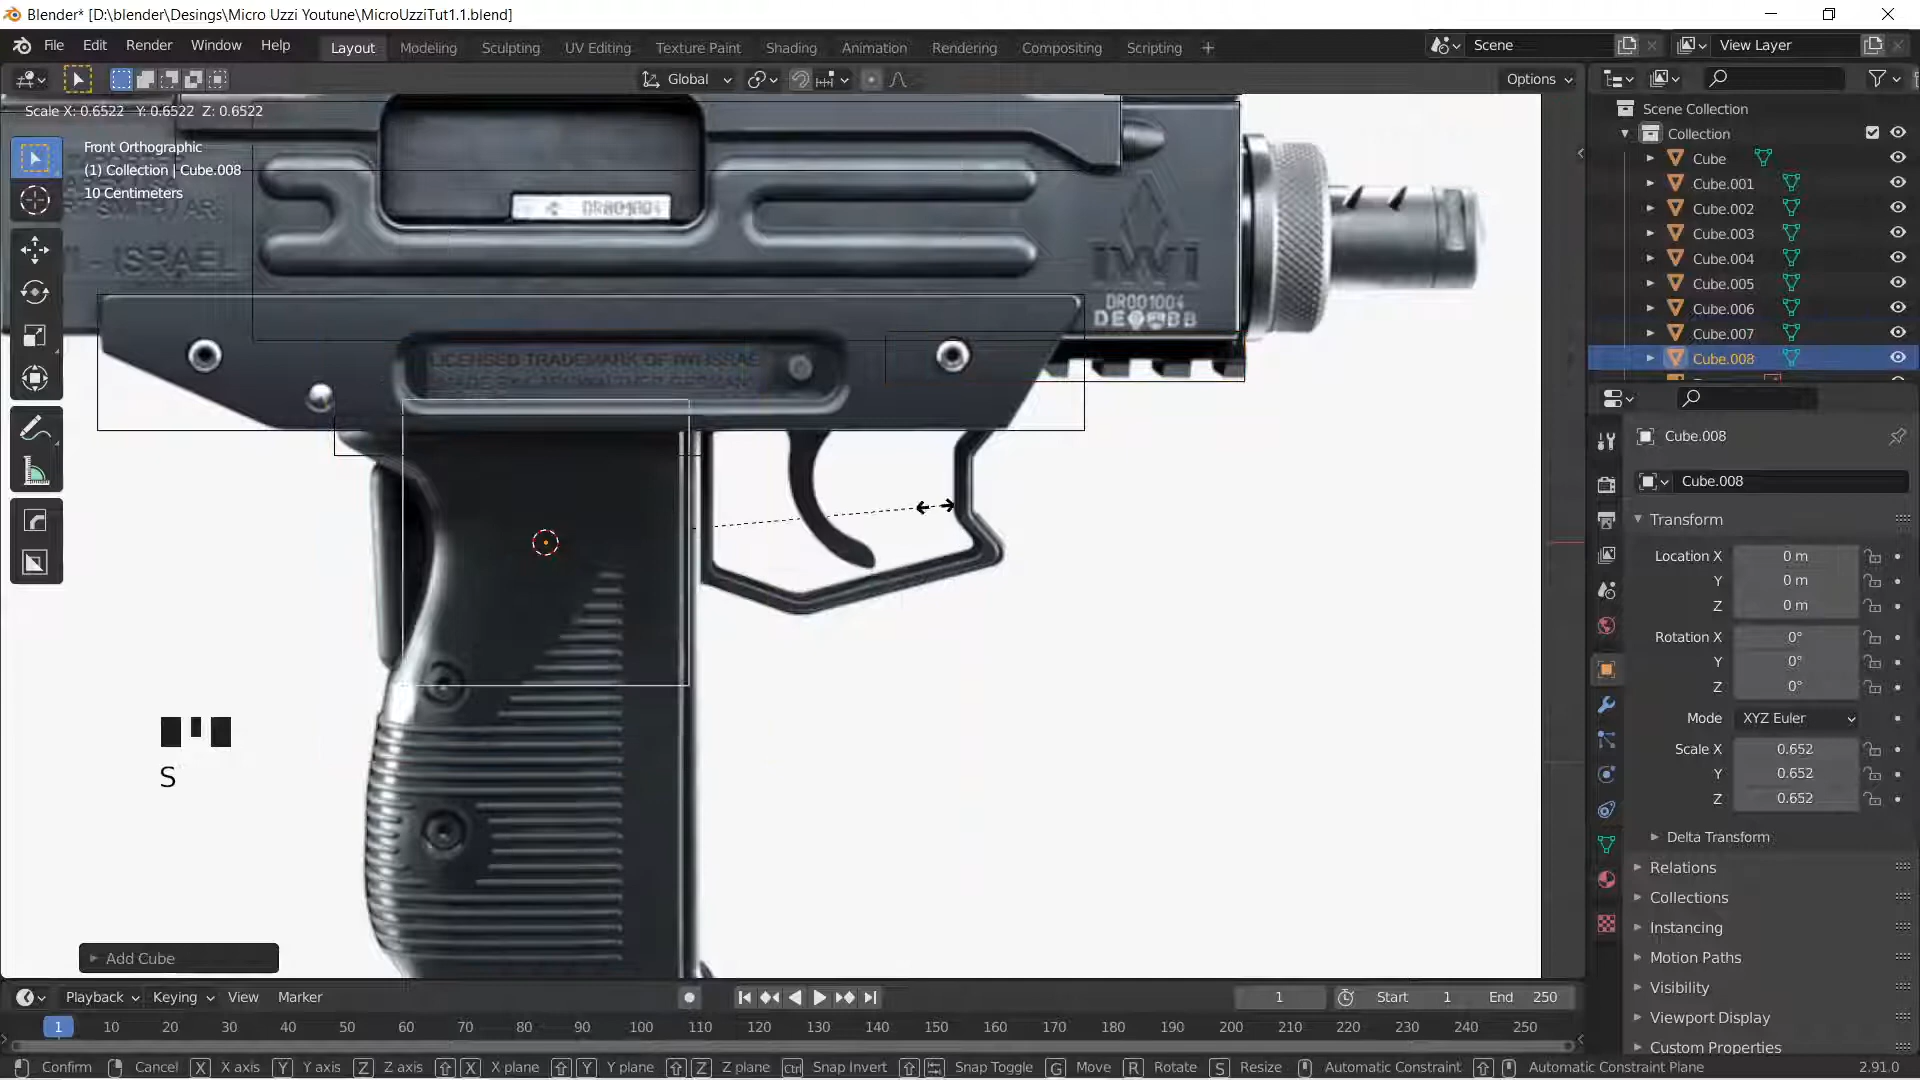 Blender* [D:\blender\Desings\Micro Uzzi Youtune\MicroUzziTut1.1.blend]
File Edit Render Window Help Layout Modeling Sculpting UV Editing Texture Paint Shading Animation Rendering Compositing Scripting + Scene View Layer
Global Options
Scale X: 0.6522 Y: 0.6522 Z: 0.6522
Front Orthographic
(1) Collection | Cube.008
10 Centimeters
Scene Collection
Collection
Cube
Cube.001
Cube.002
Cube.003
Cube.004
Cube.005
Cube.006
Cube.007
Cube.008
ISRAEL
IWI
DR001004
LICENSED TRADEMARK OF
Cube.008
Cube.008
Transform
Location X 0 m
Y 0 m
Z 0 m
Rotation X 0°
Y 0°
Z 0°
Mode XYZ Euler
Scale X 0.652
Y 0.652
Z 0.652
Delta Transform
Relations
Collections
Instancing
Motion Paths
Visibility
Viewport Display
Custom Properties
S
Add Cube
Playback Keying View Marker 1 Start 1 End 250
1 10 20 30 40 50 60 70 80 90 100 110 120 130 140 150 160 170 180 190 200 210 220 230 240 250
Confirm Cancel X X axis Y Y axis Z Z axis X X plane Y Y plane Z Z plane Ctrl Snap Invert Snap Toggle G Move R Rotate S Resize Automatic Constraint Automatic Constraint Plane 2.91.0